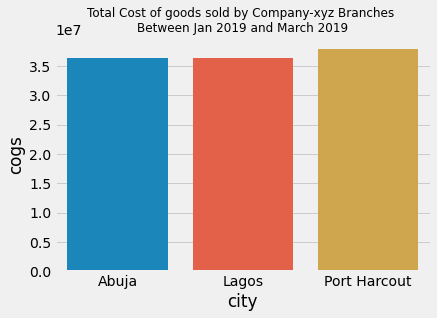 Total Cost of goods sold by Company-xyz Branches
Between Jan 2019 and March 2019
1e7
3.5
3.0
2.5
2.0
1.5
1.0
0.5
0.0
cogs
Abuja Lagos Port Harcout
city